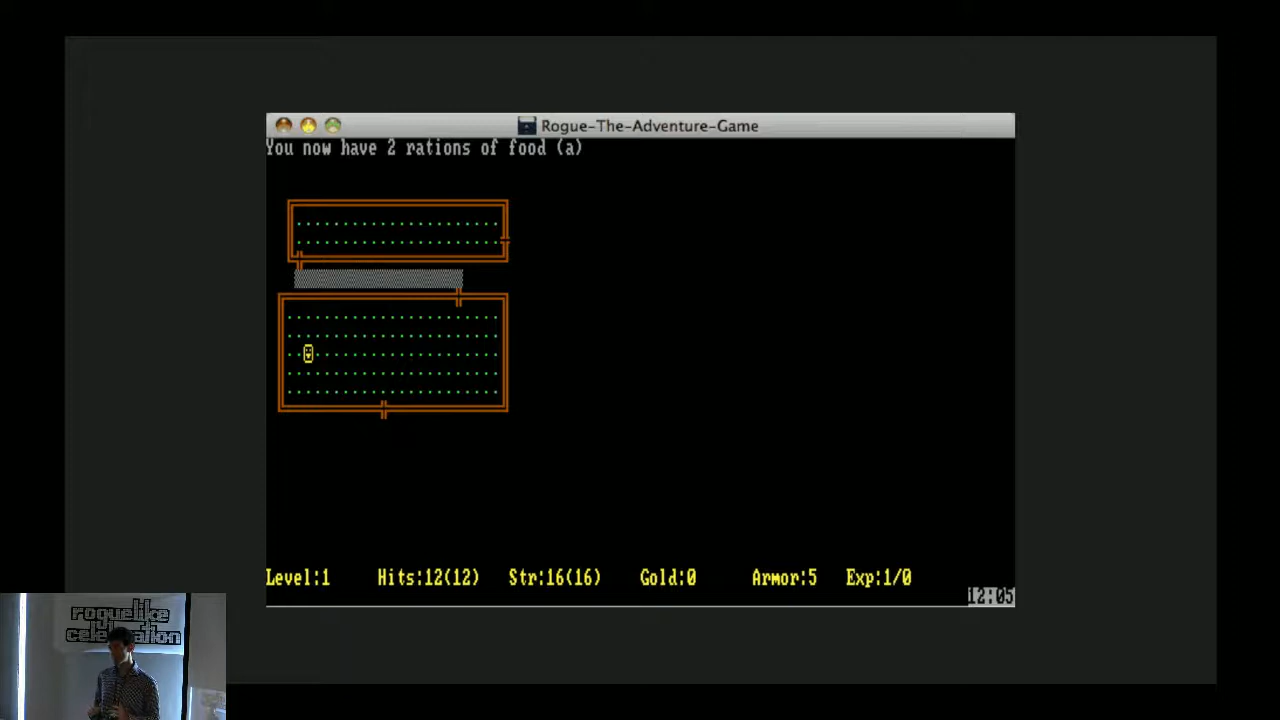 Rogue-The-Adventure-Game
You now have 2 rations of food (a)
Level:1 Hits:12(12) Str:16(16) Gold:0 Armor:5 Exp:1/0
12:05
roguelike
celebration